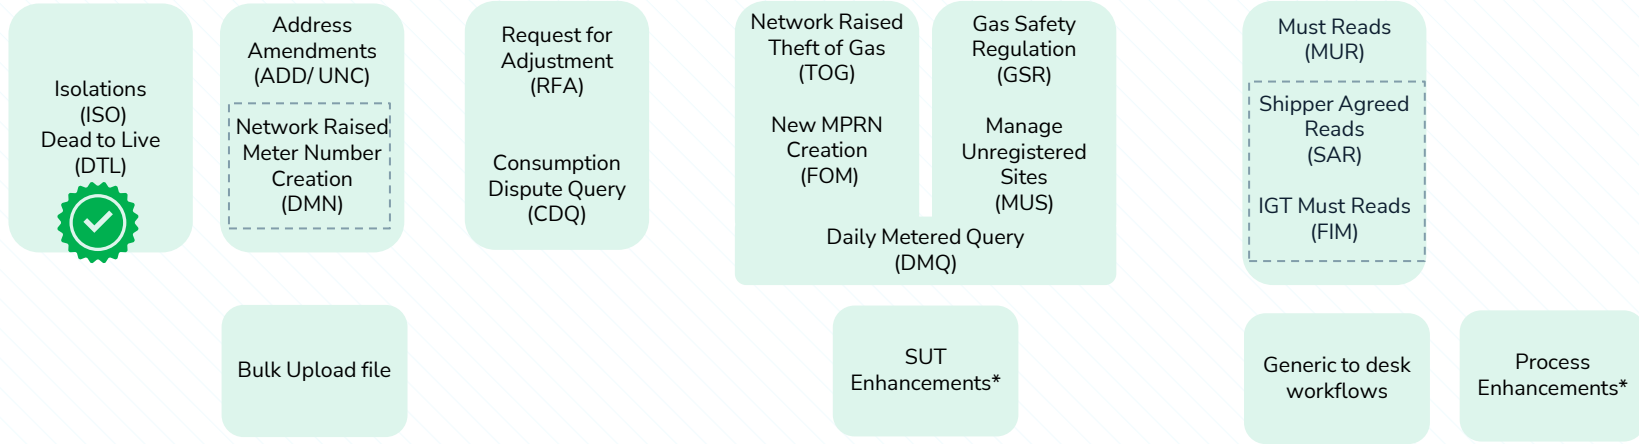 Isolations
(ISO)
Dead to Live
(DTL)
Address
Amendments
(ADD/ UNC)
Network Raised
Meter Number
Creation
(DMN)
Request for
Adjustment
(RFA)
Consumption
Dispute Query
(CDQ)
Network Raised
Theft of Gas
(TOG)
New MPRN
Creation
(FOM)
Gas Safety
Regulation
(GSR)
Manage
Unregistered
Sites
(MUS)
Daily Metered Query
(DMQ)
Must Reads
(MUR)
Shipper Agreed
Reads
(SAR)
IGT Must Reads
(FIM)
Bulk Upload file
SUT
Enhancements*
Generic to desk
workflows
Process
Enhancements*